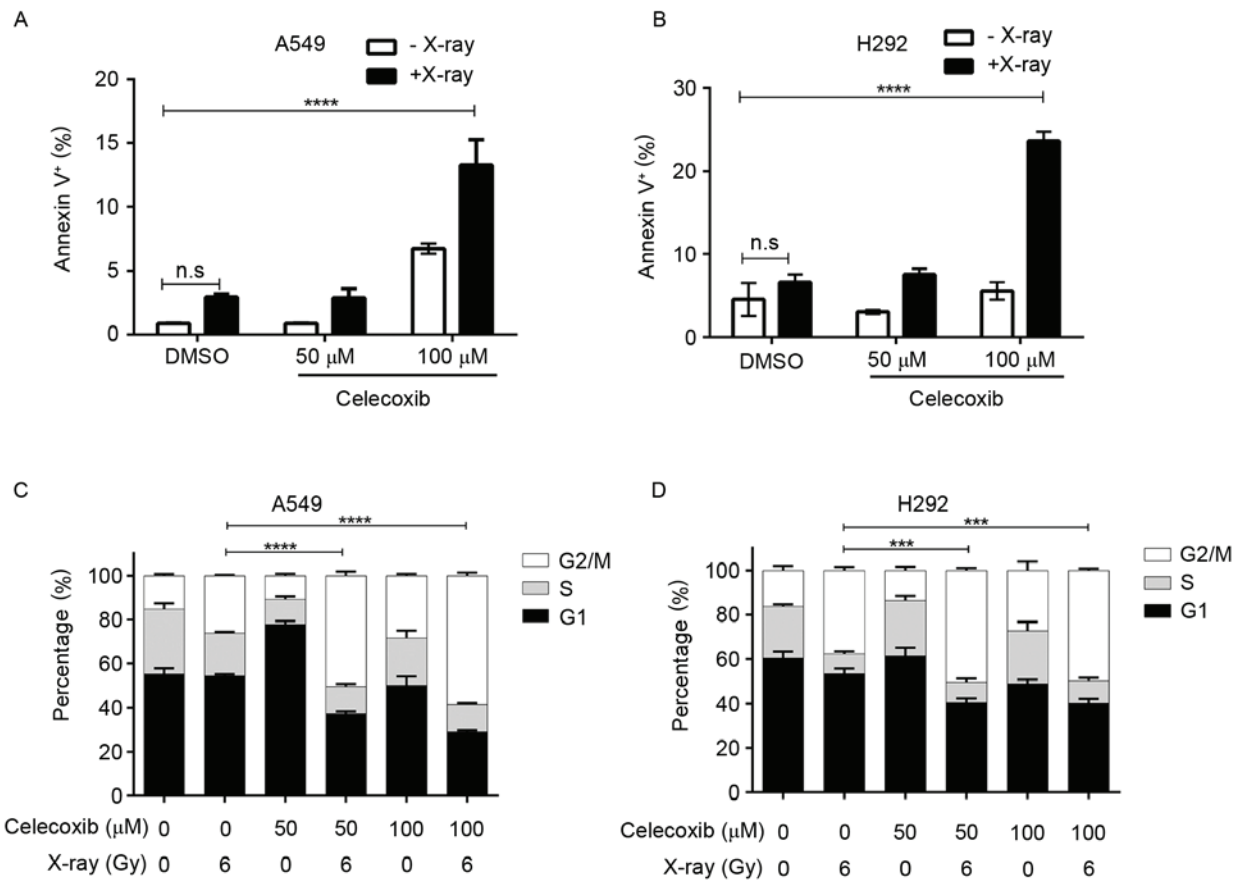 A
A549
- X-ray
+X-ray
Annexin V⁺ (%)
20
15
10
5
0
****
n.s
DMSO
50 μM
100 μM
Celecoxib
B
H292
- X-ray
+X-ray
Annexin V⁺ (%)
30
20
10
0
****
n.s
DMSO
50 μM
100 μM
Celecoxib
C
A549
****
****
G2/M
S
G1
Percentage (%)
100
80
60
40
20
0
Celecoxib (μM) 0 0 50 50 100 100
X-ray (Gy) 0 6 0 6 0 6
D
H292
***
***
G2/M
S
G1
Percentage (%)
100
80
60
40
20
0
Celecoxib (μM) 0 0 50 50 100 100
X-ray (Gy) 0 6 0 6 0 6